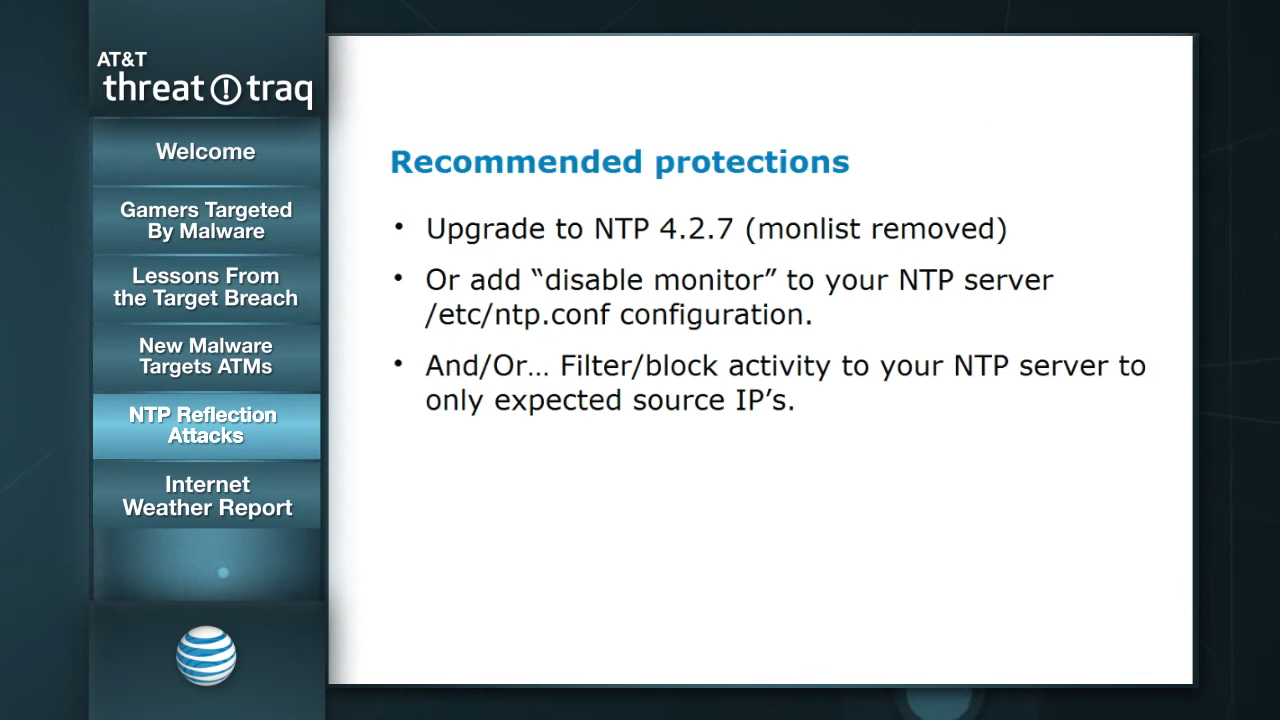 AT&T
threat traq
Welcome
Gamers Targeted
By Malware
Lessons From
the Target Breach
New Malware
Targets ATMs
NTP Reflection
Attacks
Internet
Weather Report
Recommended protections
• Upgrade to NTP 4.2.7 (monlist removed)
• Or add “disable monitor” to your NTP server
/etc/ntp.conf configuration.
• And/Or… Filter/block activity to your NTP server to
only expected source IP’s.